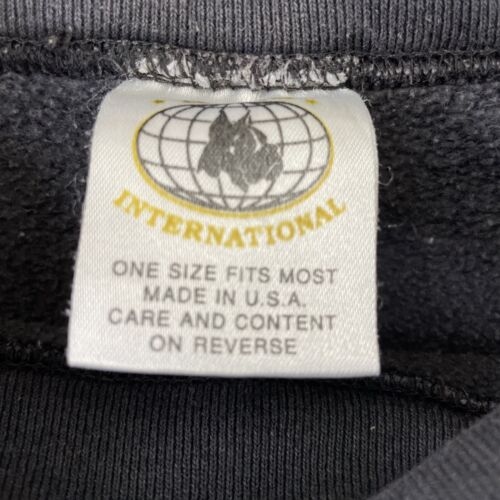 INTERNATIONAL
ONE SIZE FITS MOST
MADE IN U.S.A.
CARE AND CONTENT
ON REVERSE